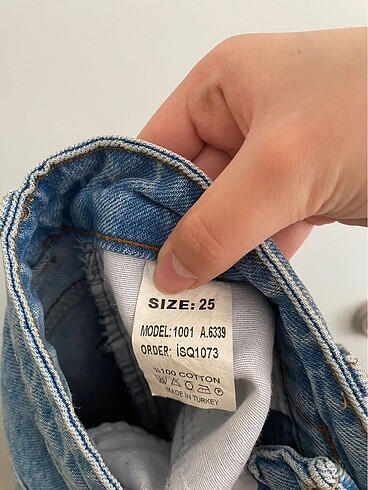 SIZE: 25
MODEL: 1001 A.6339
ORDER: İSQ1073
%100 COTTON
MADE IN TURKEY